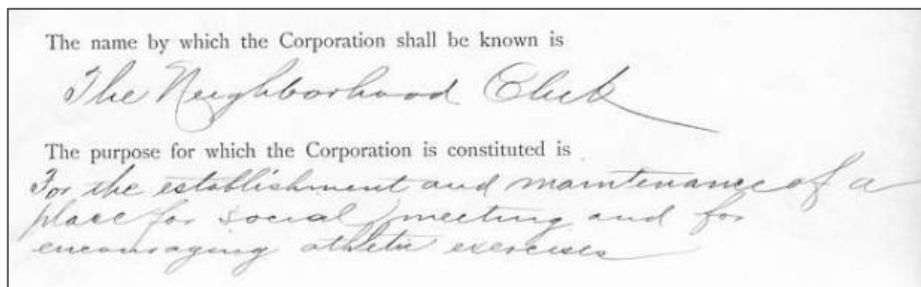 The name by which the Corporation shall be known is
The Neighborhood Club
The purpose for which the Corporation is constituted is
For the establishment and maintenance of a
place for social meeting and for
encouraging athletic exercises